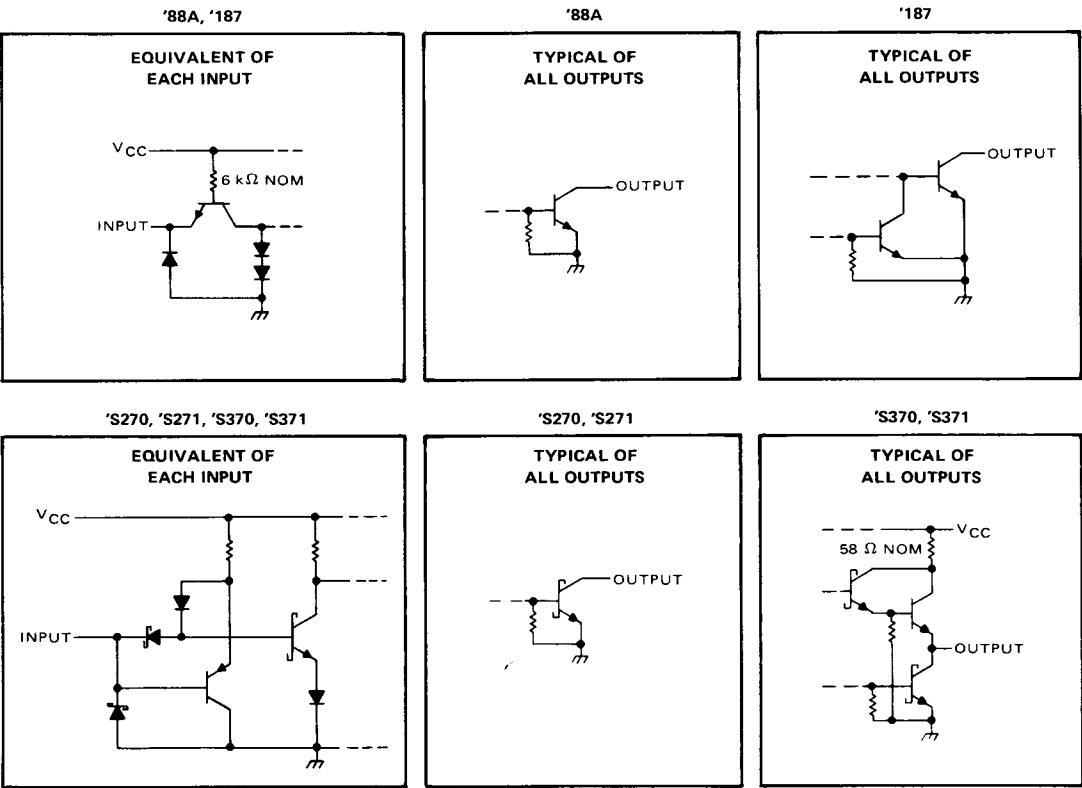 '88A, '187
'88A
'187
EQUIVALENT OF
EACH INPUT
VCC
6 kΩ NOM
INPUT
TYPICAL OF
ALL OUTPUTS
OUTPUT
TYPICAL OF
ALL OUTPUTS
OUTPUT
'S270, 'S271, 'S370, 'S371
'S270, 'S271
'S370, 'S371
EQUIVALENT OF
EACH INPUT
VCC
INPUT
TYPICAL OF
ALL OUTPUTS
OUTPUT
TYPICAL OF
ALL OUTPUTS
VCC
58 Ω NOM
OUTPUT